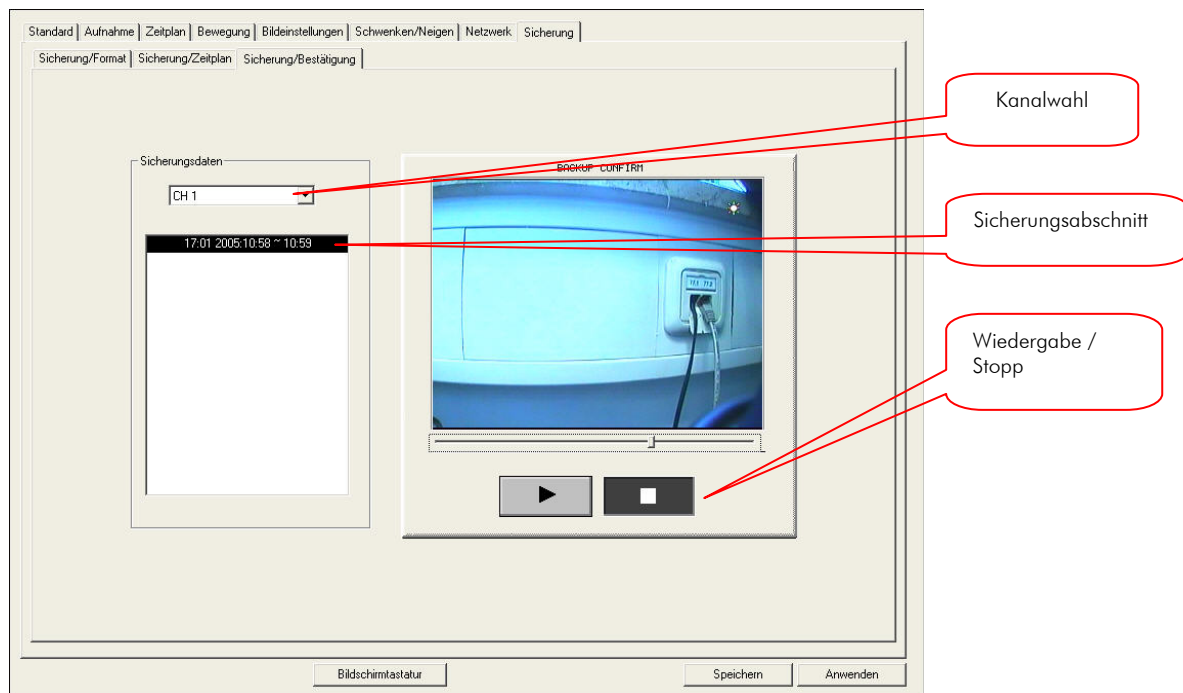 Standard Aufnahme Zeitplan Bewegung Bildeinstellungen Schwenken/Neigen Netzwerk Sicherung
Sicherung/Format Sicherung/Zeitplan Sicherung/Bestätigung
Kanalwahl
Sicherungsdaten
BACKUP CONFIRM
CH 1
Sicherungsabschnitt
17:01 2005:10:58 ~ 10:59
Wiedergabe /
Stopp
Bildschirmtastatur
Speichern
Anwenden